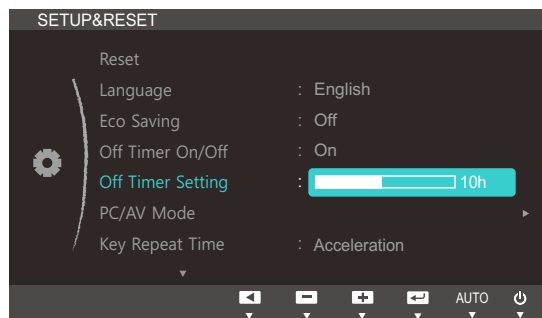 SETUP&RESET
Reset
Language : English
Eco Saving : Off
Off Timer On/Off : On
Off Timer Setting : 10h
PC/AV Mode
Key Repeat Time : Acceleration
AUTO